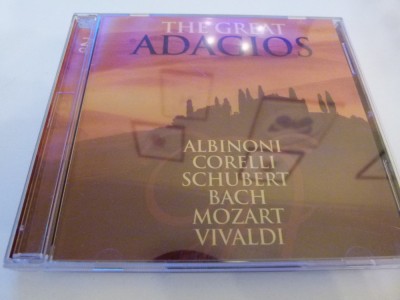 THE GREAT
ADAGIOS
ALBINONI
CORELLI
SCHUBERT
BACH
MOZART
VIVALDI